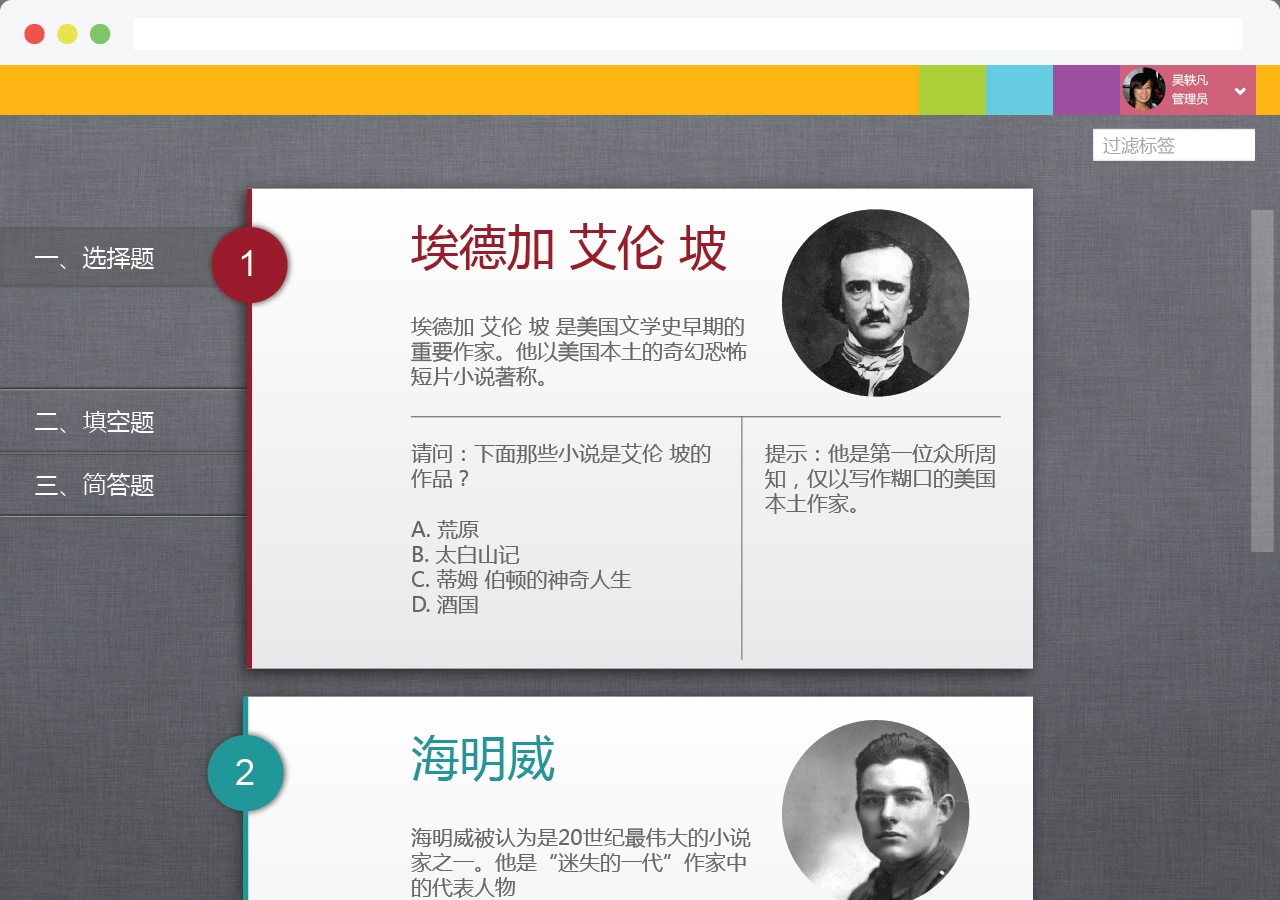 吴轶凡
管理员
过滤标签
一、选择题
二、填空题
三、简答题
1
埃德加 艾伦 坡
埃德加 艾伦 坡 是美国文学史早期的
重要作家。他以美国本土的奇幻恐怖
短片小说著称。
请问：下面那些小说是艾伦 坡的
作品？
A. 荒原
B. 太白山记
C. 蒂姆 伯顿的神奇人生
D. 酒国
提示：他是第一位众所周
知，仅以写作糊口的美国
本土作家。
2
海明威
海明威被认为是20世纪最伟大的小说
家之一。他是“迷失的一代”作家中
的代表人物